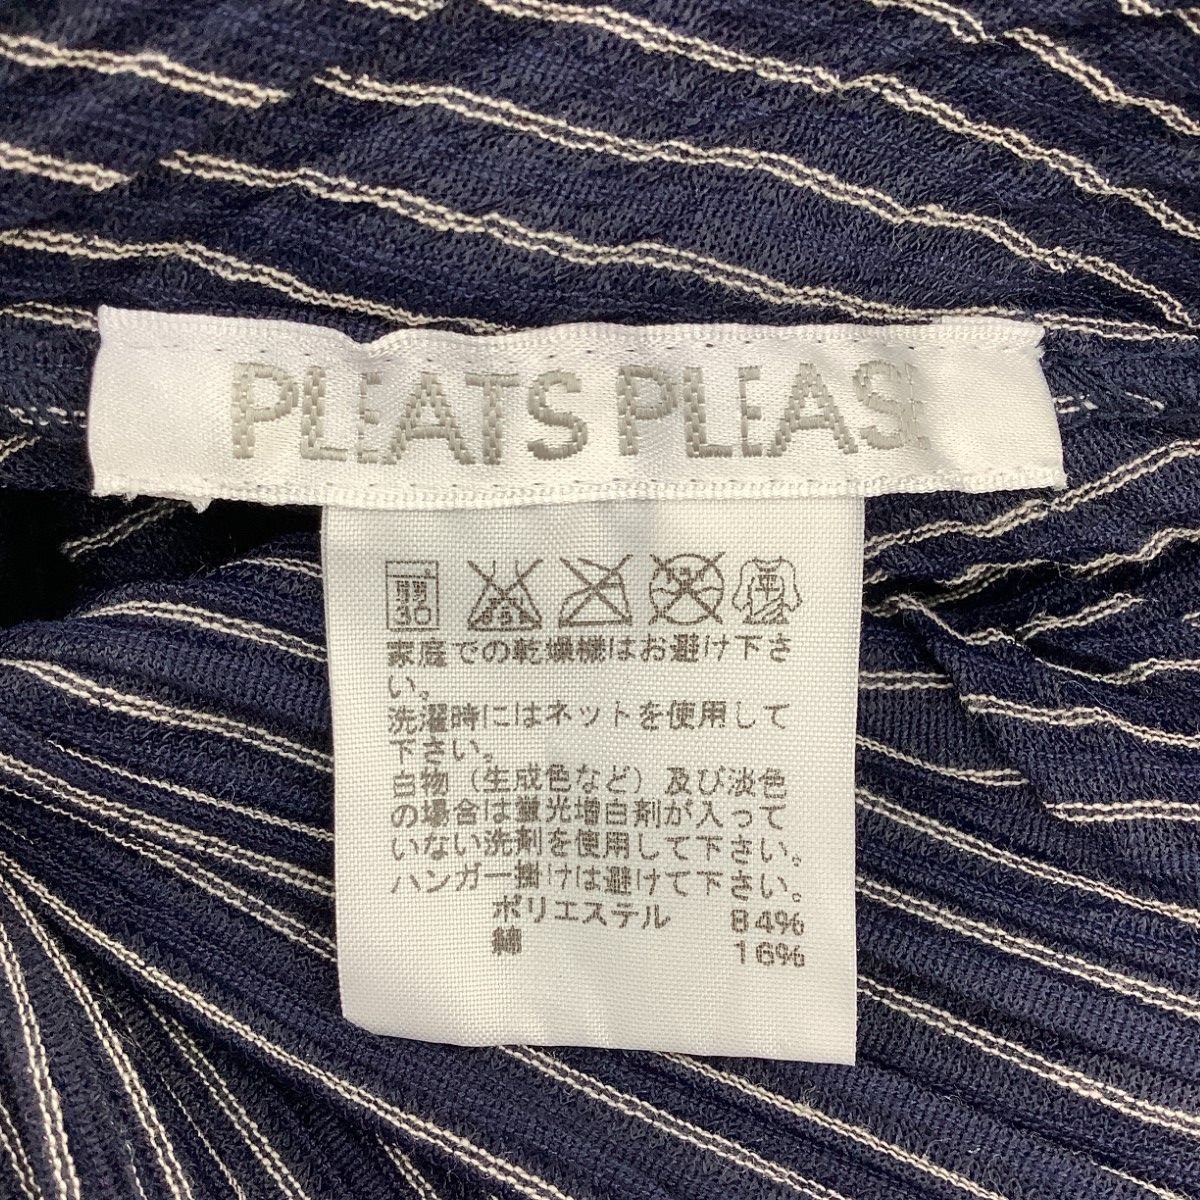 PLEATS PLEASE
30
家庭での乾燥機はお避け下さ
い。
洗濯時にはネットを使用して
下さい。
白物（生成色など）及び淡色
の場合は蛍光増白剤が入って
いない洗剤を使用して下さい。
ハンガー掛けは避けて下さい。
ポリエステル 84%
綿 16%